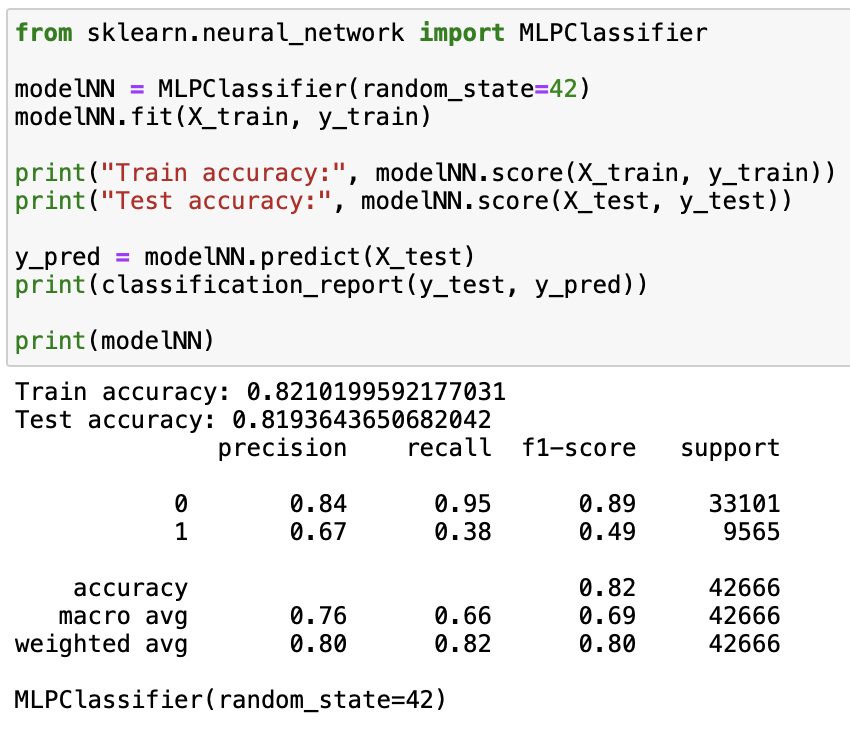 from sklearn.neural_network import MLPClassifier
modelNN = MLPClassifier(random_state=42)
modelNN.fit(X_train, y_train)
print("Train accuracy:", modelNN.score(X_train, y_train))
print("Test accuracy:", modelNN.score(X_test, y_test))
y_pred = modelNN.predict(X_test)
print(classification_report(y_test, y_pred))
print(modelNN)
Train accuracy: 0.8210199592177031
Test accuracy: 0.8193643650682042
precision recall f1-score support
0 0.84 0.95 0.89 33101
1 0.67 0.38 0.49 9565
accuracy 0.82 42666
macro avg 0.76 0.66 0.69 42666
weighted avg 0.80 0.82 0.80 42666
MLPClassifier(random_state=42)